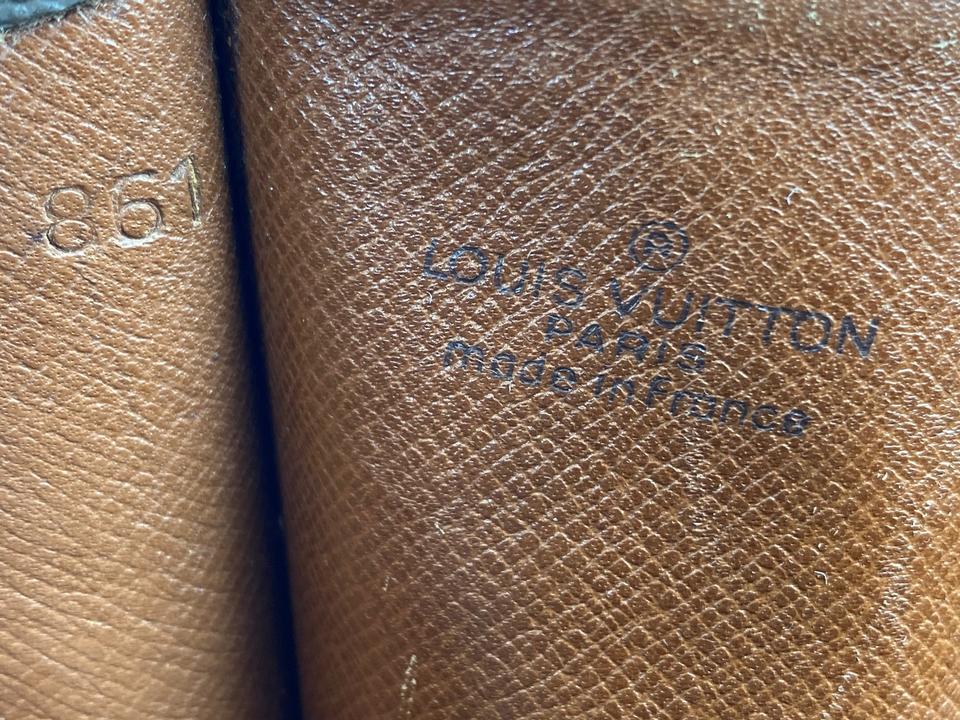 861
Ⓡ
LOUIS VUITTON
PARIS
made in France